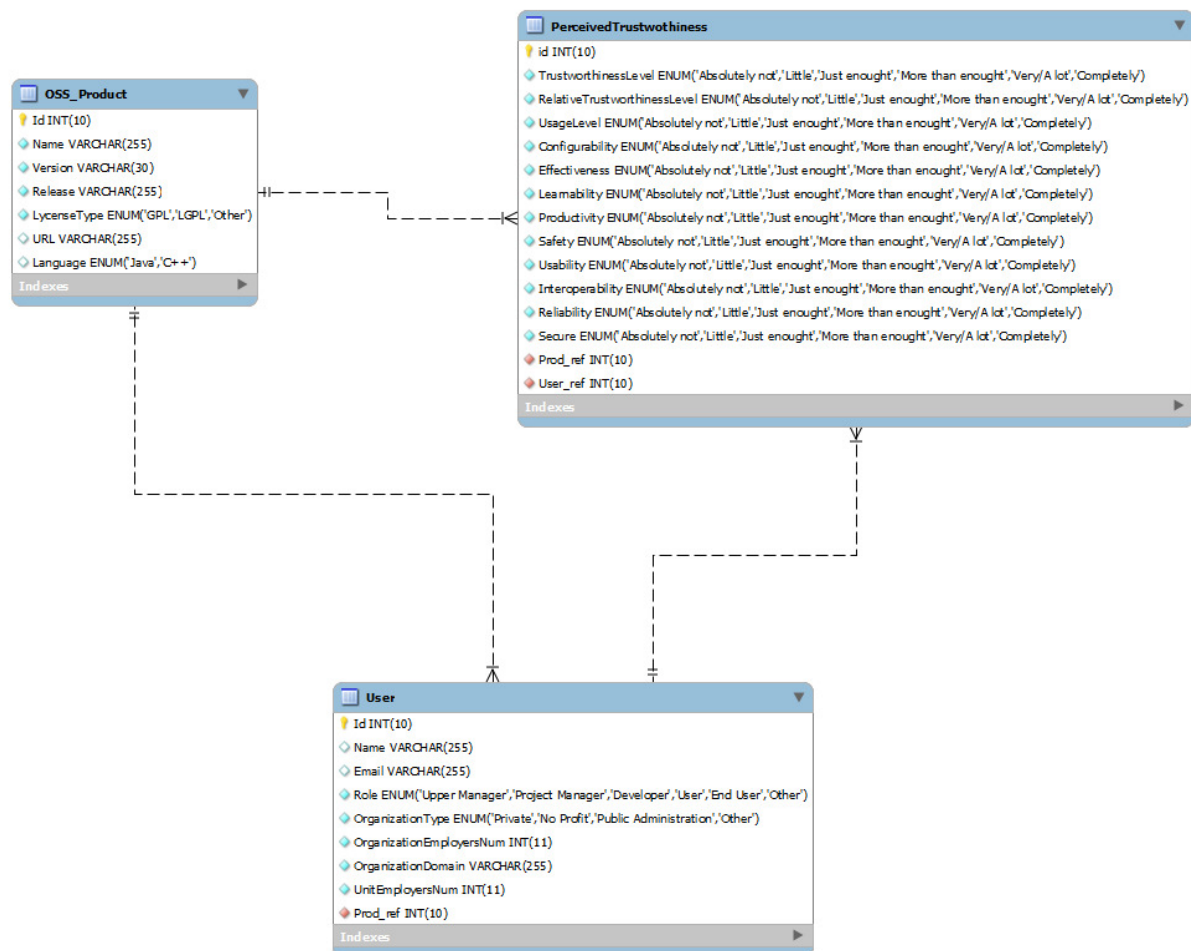 OSS_Product
Id INT(10)
Name VARCHAR(255)
Version VARCHAR(30)
Release VARCHAR(255)
LycenseType ENUM('GPL','LGPL','Other')
URL VARCHAR(255)
Language ENUM('Java','C++')
Indexes
PerceivedTrustwothiness
id INT(10)
TrustworthinessLevel ENUM('Absolutely not','Little','Just enought','More than enought','Very/A lot','Completely')
RelativeTrustworthinessLevel ENUM('Absolutely not','Little','Just enought','More than enought','Very/A lot','Completely')
UsageLevel ENUM('Absolutely not','Little','Just enought','More than enought','Very/A lot','Completely')
Configurability ENUM('Absolutely not','Little','Just enought','More than enought','Very/A lot','Completely')
Effectiveness ENUM('Absolutely not','Little','Just enought','More than enought','Very/A lot','Completely')
Learnability ENUM('Absolutely not','Little','Just enought','More than enought','Very/A lot','Completely')
Productivity ENUM('Absolutely not','Little','Just enought','More than enought','Very/A lot','Completely')
Safety ENUM('Absolutely not','Little','Just enought','More than enought','Very/A lot','Completely')
Usability ENUM('Absolutely not','Little','Just enought','More than enought','Very/A lot','Completely')
Interoperability ENUM('Absolutely not','Little','Just enought','More than enought','Very/A lot','Completely')
Reliability ENUM('Absolutely not','Little','Just enought','More than enought','Very/A lot','Completely')
Secure ENUM('Absolutely not','Little','Just enought','More than enought','Very/A lot','Completely')
Prod_ref INT(10)
User_ref INT(10)
Indexes
User
Id INT(10)
Name VARCHAR(255)
Email VARCHAR(255)
Role ENUM('Upper Manager','Project Manager','Developer','User','End User','Other')
OrganizationType ENUM('Private','No Profit','Public Administration','Other')
OrganizationEmployersNum INT(11)
OrganizationDomain VARCHAR(255)
UnitEmployersNum INT(11)
Prod_ref INT(10)
Indexes